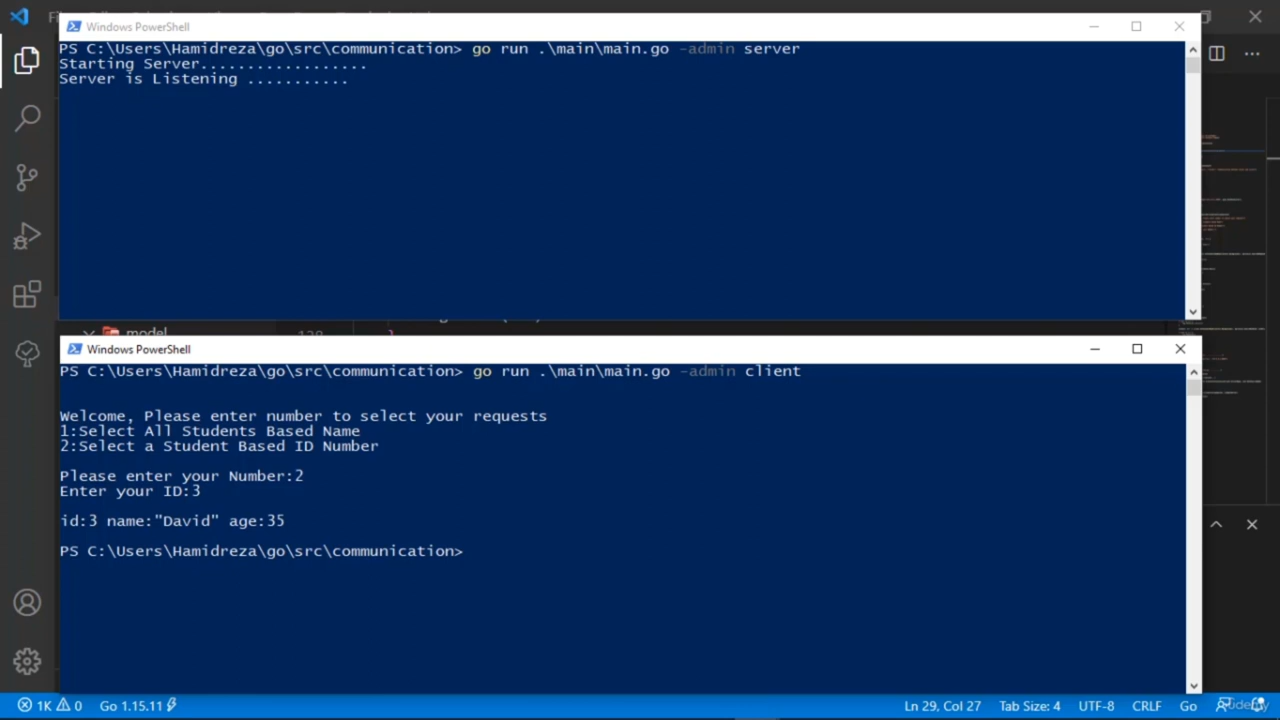 Windows PowerShell
PS C:\Users\Hamidreza\go\src\communication> go run .\main\main.go -admin server
Starting Server..................
Server is Listening ...........
model
Windows PowerShell
PS C:\Users\Hamidreza\go\src\communication> go run .\main\main.go -admin client
Welcome, Please enter number to select your requests
1:Select All Students Based Name
2:Select a Student Based ID Number
Please enter your Number:2
Enter your ID:3
id:3 name:"David" age:35
PS C:\Users\Hamidreza\go\src\communication>
1K 0 Go 1.15.11 Ln 29, Col 27 Tab Size: 4 UTF-8 CRLF Go